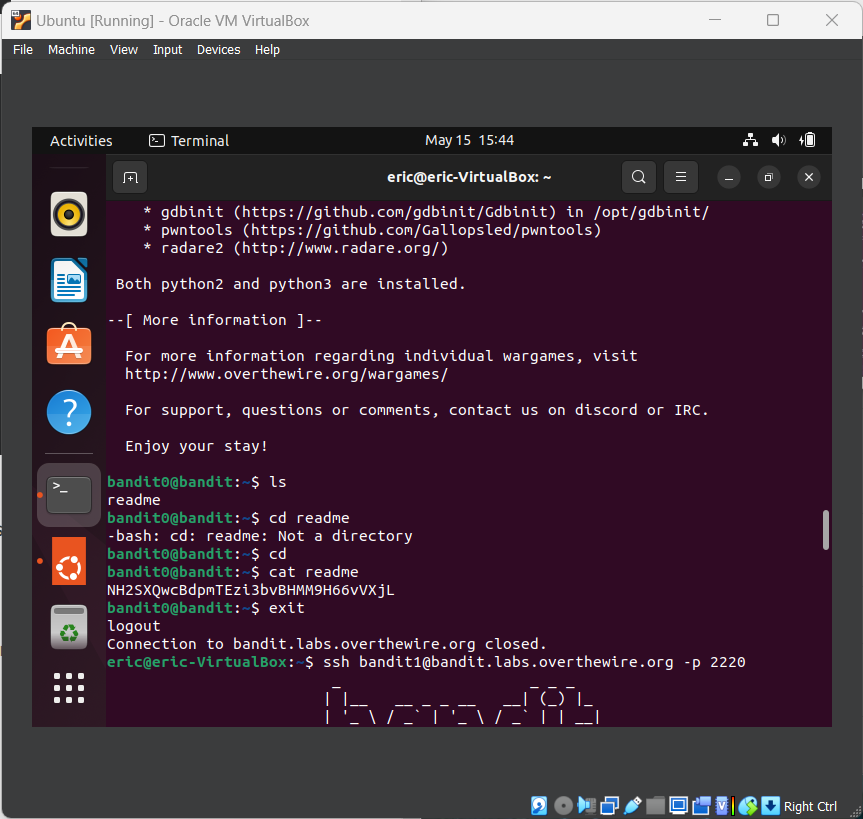 Ubuntu [Running] - Oracle VM VirtualBox
File Machine View Input Devices Help
Activities Terminal May 15 15:44
eric@eric-VirtualBox: ~
* gdbinit (https://github.com/gdbinit/Gdbinit) in /opt/gdbinit/
* pwntools (https://github.com/Gallopsled/pwntools)
* radare2 (http://www.radare.org/)
Both python2 and python3 are installed.
--[ More information ]--
For more information regarding individual wargames, visit
http://www.overthewire.org/wargames/
For support, questions or comments, contact us on discord or IRC.
Enjoy your stay!
bandit0@bandit:~$ ls
readme
bandit0@bandit:~$ cd readme
-bash: cd: readme: Not a directory
bandit0@bandit:~$ cd
bandit0@bandit:~$ cat readme
NH2SXQwcBdpmTEzi3bvBHMM9H66vVXjL
bandit0@bandit:~$ exit
logout
Connection to bandit.labs.overthewire.org closed.
eric@eric-VirtualBox:~$ ssh bandit1@bandit.labs.overthewire.org -p 2220
Right Ctrl